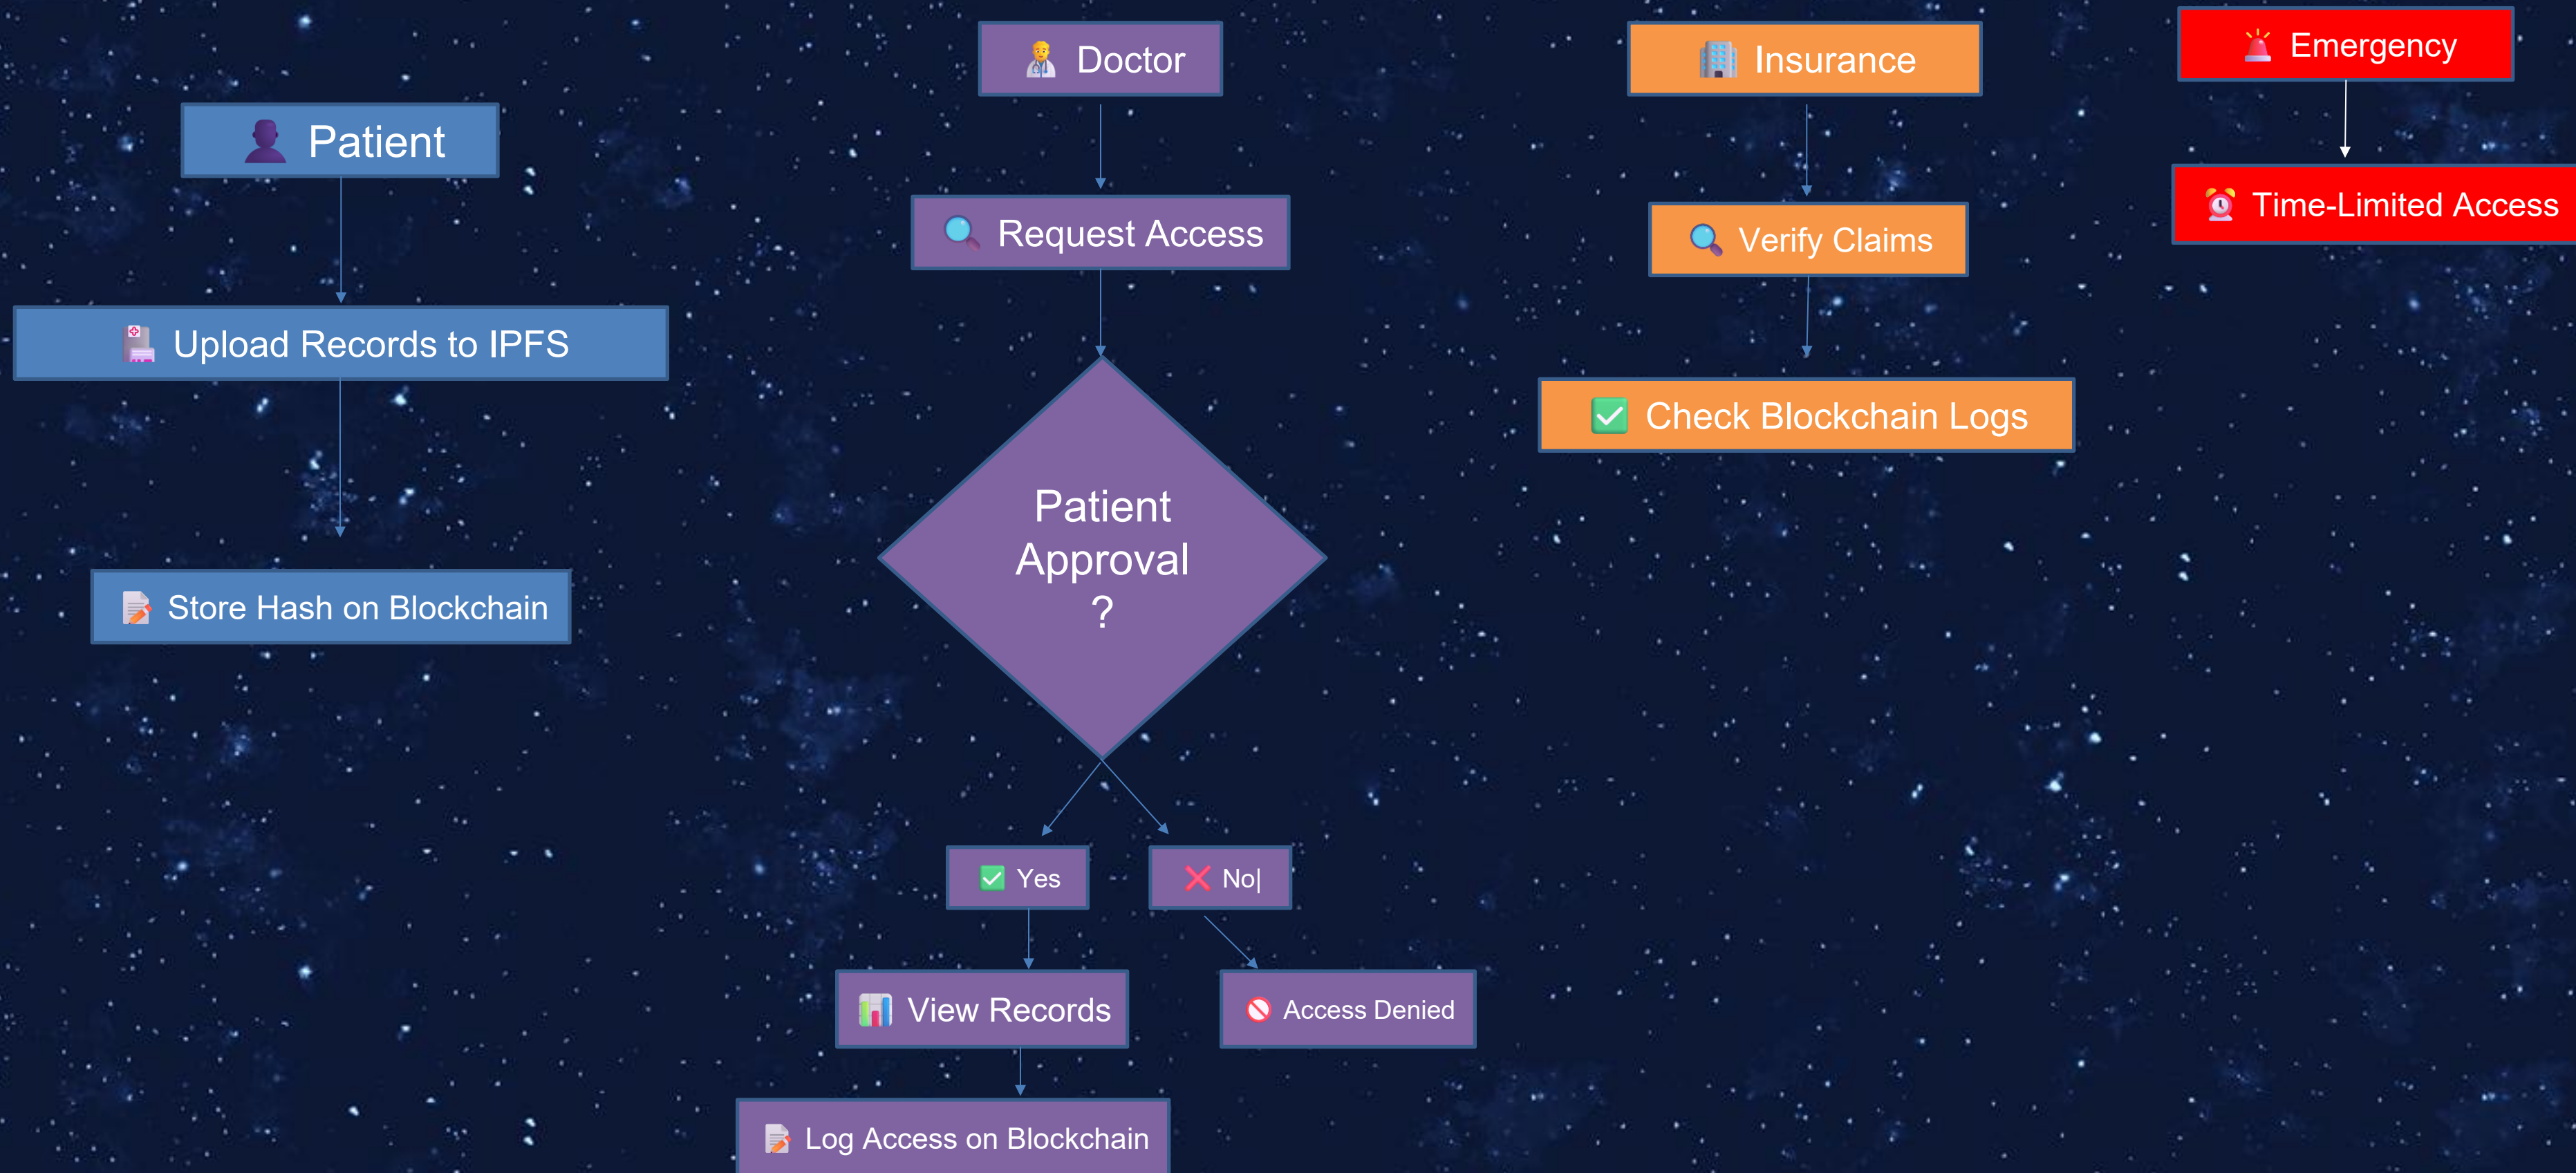 Patient
Upload Records to IPFS
Store Hash on Blockchain
Doctor
Request Access
Patient
Approval
?
Yes
No|
View Records
Access Denied
Log Access on Blockchain
Insurance
Verify Claims
Check Blockchain Logs
Emergency
Time-Limited Access